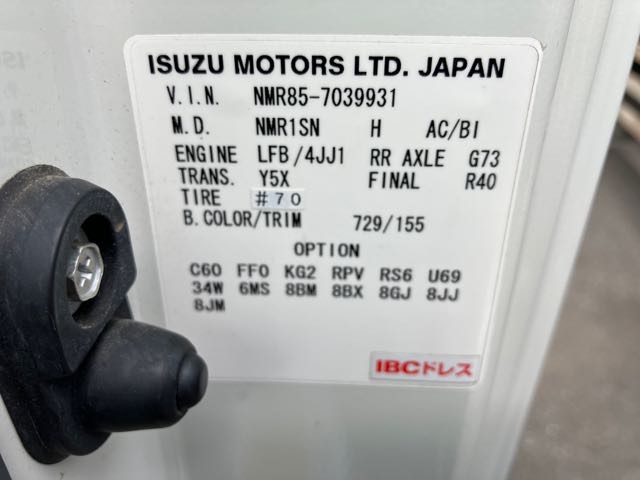 ISUZU MOTORS LTD. JAPAN
V.I.N. NMR85-7039931
M.D. NMR1SN H AC/BI
ENGINE LFB/4JJ1 RR AXLE G73
TRANS. Y5X FINAL R40
TIRE #70
B.COLOR/TRIM 729/155
OPTION
C60 FF0 KG2 RPV RS6 U69
34W 6MS 8BM 8BX 8GJ 8JJ
8JM
IBCドレス